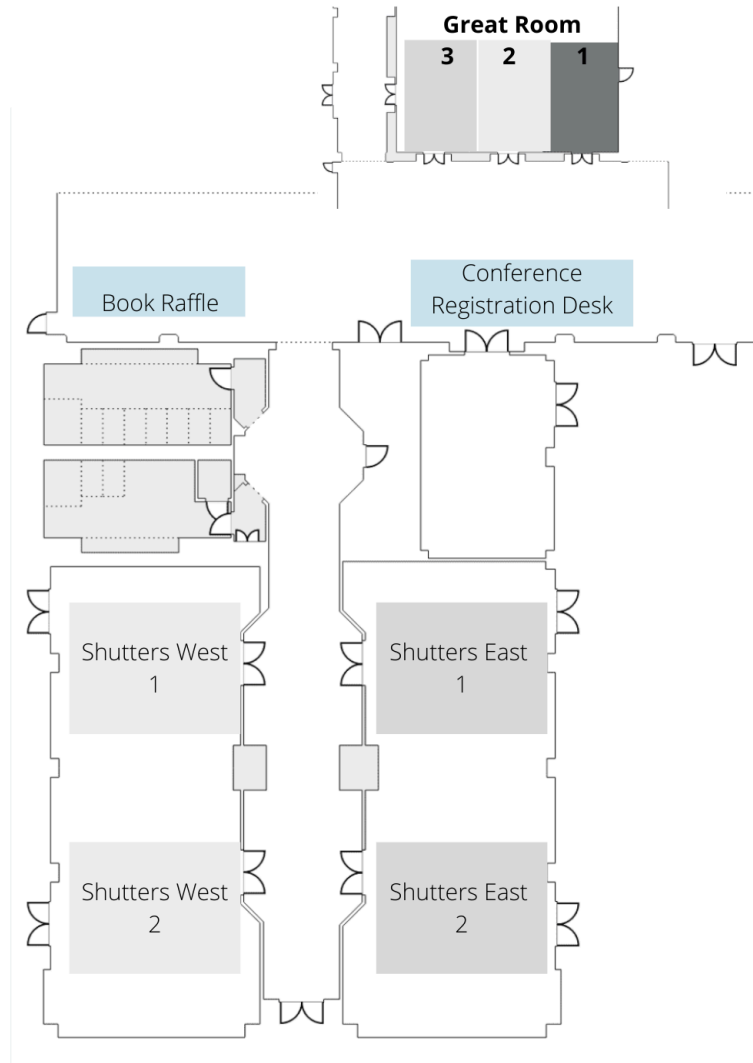 Great Room
3 2 1
Book Raffle
Conference
Registration Desk
Shutters West
1
Shutters East
1
Shutters West
2
Shutters East
2